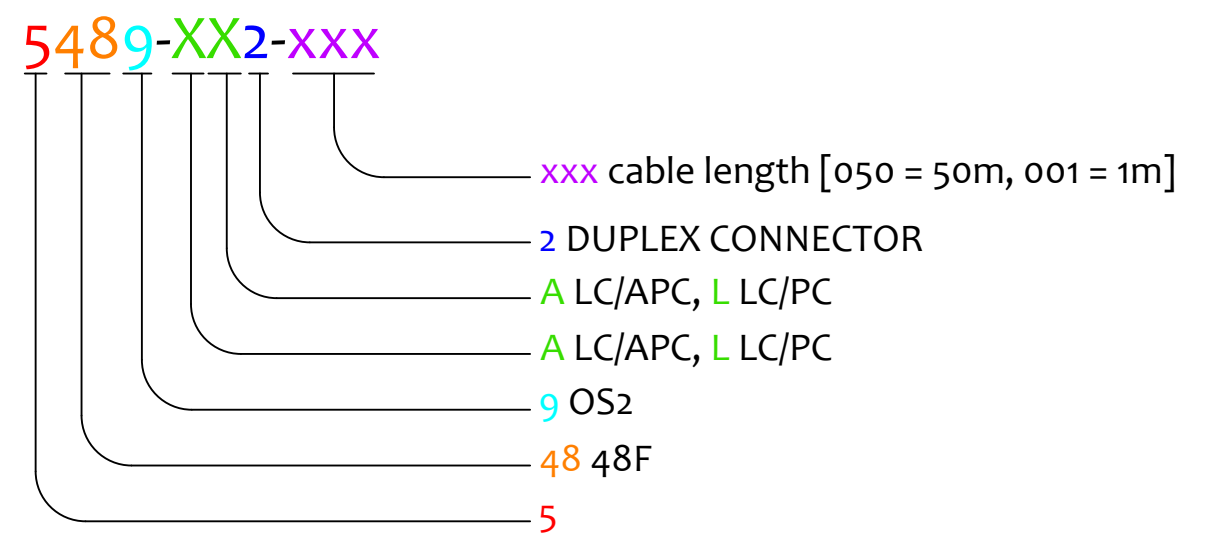 5489-XX2-xxx
xxx cable length [050 = 50m, 001 = 1m]
2 DUPLEX CONNECTOR
A LC/APC, L LC/PC
A LC/APC, L LC/PC
9 OS2
48 48F
5